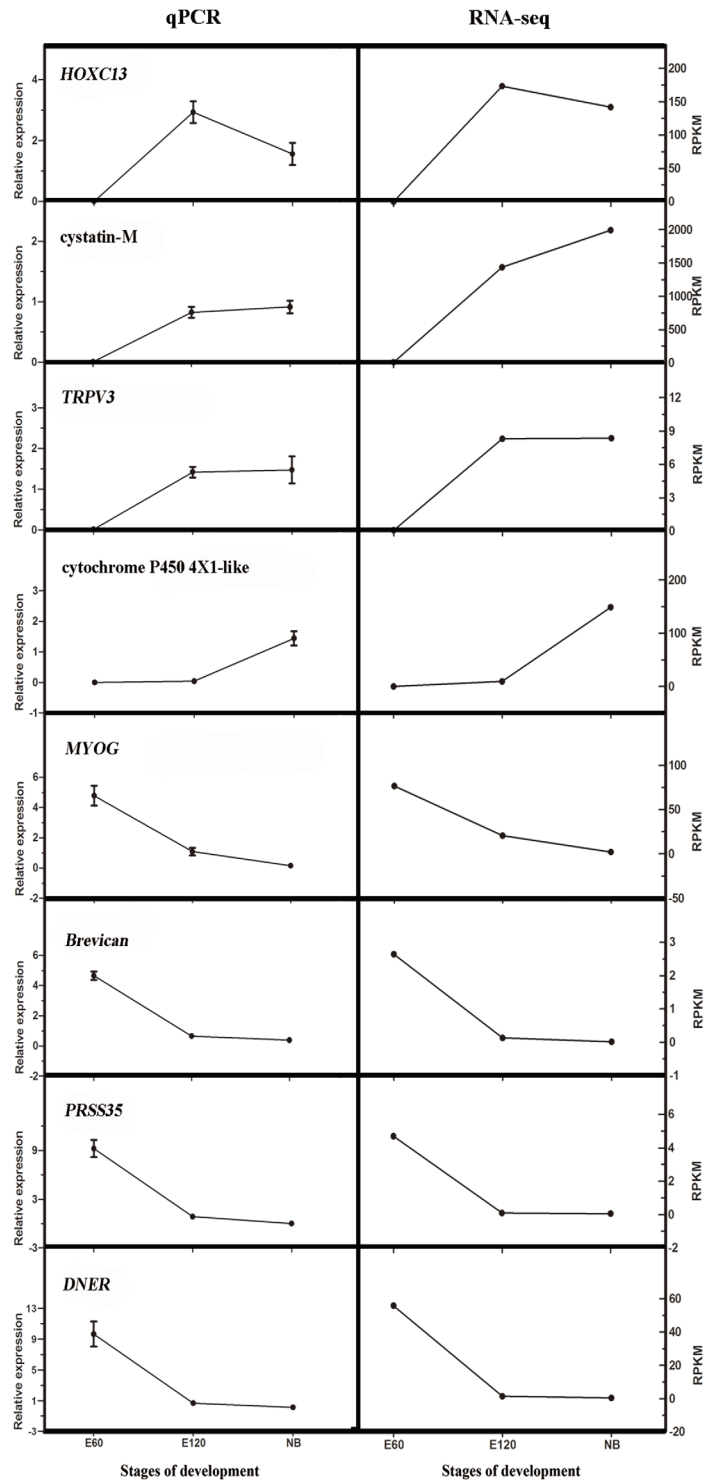 qPCR RNA-seq
HOXC13
Relative expression
4
2
0
200
150
100
50
0
RPKM
cystatin-M
Relative expression
2
1
0
2000
1500
1000
500
0
RPKM
TRPV3
Relative expression
3
2
1
0
12
9
6
3
0
RPKM
cytochrome P450 4X1-like
Relative expression
3
2
1
0
-1
200
100
0
RPKM
MYOG
Relative expression
6
4
2
0
-2
100
50
0
-50
RPKM
Brevican
Relative expression
6
4
2
0
-2
3
2
1
0
-1
RPKM
PRSS35
Relative expression
9
3
-3
6
4
2
0
-2
RPKM
DNER
Relative expression
13
9
5
1
-3
60
40
20
0
-20
RPKM
E60 E120 NB E60 E120 NB
Stages of development Stages of development